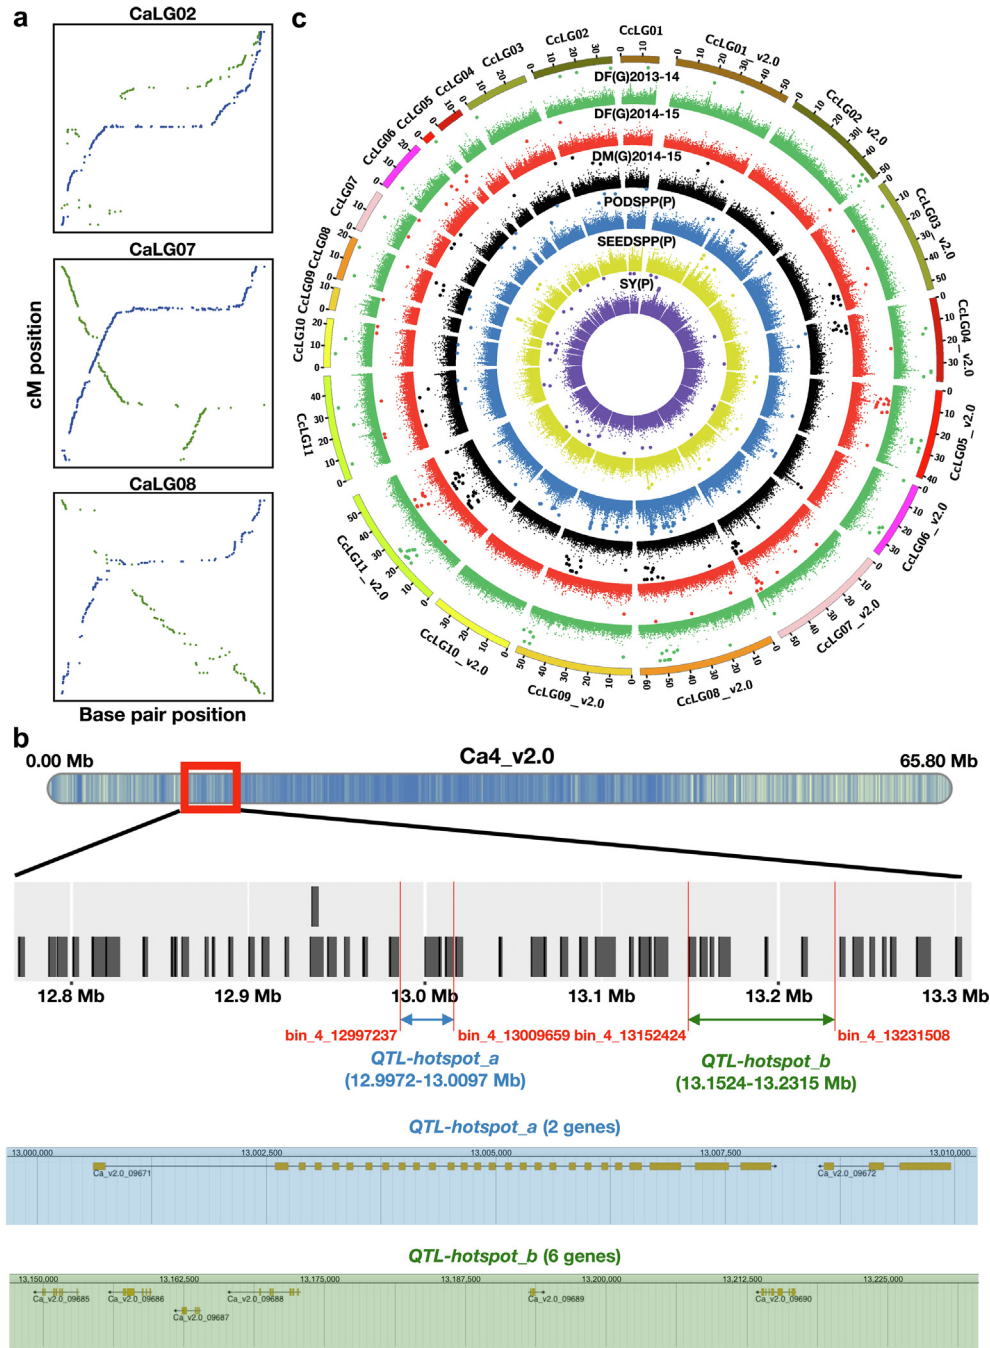 a
CaLG02
CaLG07
CaLG08
cM position
Base pair position
c
CcLG01
CcLG01_v2.0
CcLG02_v2.0
CcLG03_v2.0
CcLG04_v2.0
CcLG05_v2.0
CcLG06_v2.0
CcLG07_v2.0
CcLG08_v2.0
CcLG09_v2.0
CcLG10_v2.0
CcLG11_v2.0
CcLG11
CcLG10
CcLG09
CcLG08
CcLG07
CcLG06
CcLG05
CcLG04
CcLG03
CcLG02
DF(G)2013-14
DF(G)2014-15
DM(G)2014-15
PODSPP(P)
SEEDSPP(P)
SY(P)
b
0.00 Mb
Ca4_v2.0
65.80 Mb
12.8 Mb 12.9 Mb 13.0 Mb 13.1 Mb 13.2 Mb 13.3 Mb
bin_4_12997237 bin_4_13009659 bin_4_13152424 bin_4_13231508
QTL-hotspot_a
(12.9972-13.0097 Mb)
QTL-hotspot_b
(13.1524-13.2315 Mb)
QTL-hotspot_a (2 genes)
13,000,000 13,002,500 13,005,000 13,007,500 13,010,000
Ca_v2.0_09671 Ca_v2.0_09672
QTL-hotspot_b (6 genes)
13,150,000 13,162,500 13,175,000 13,187,500 13,200,000 13,212,500 13,225,000
Ca_v2.0_09685 Ca_v2.0_09686 Ca_v2.0_09688 Ca_v2.0_09689 Ca_v2.0_09690
Ca_v2.0_09687